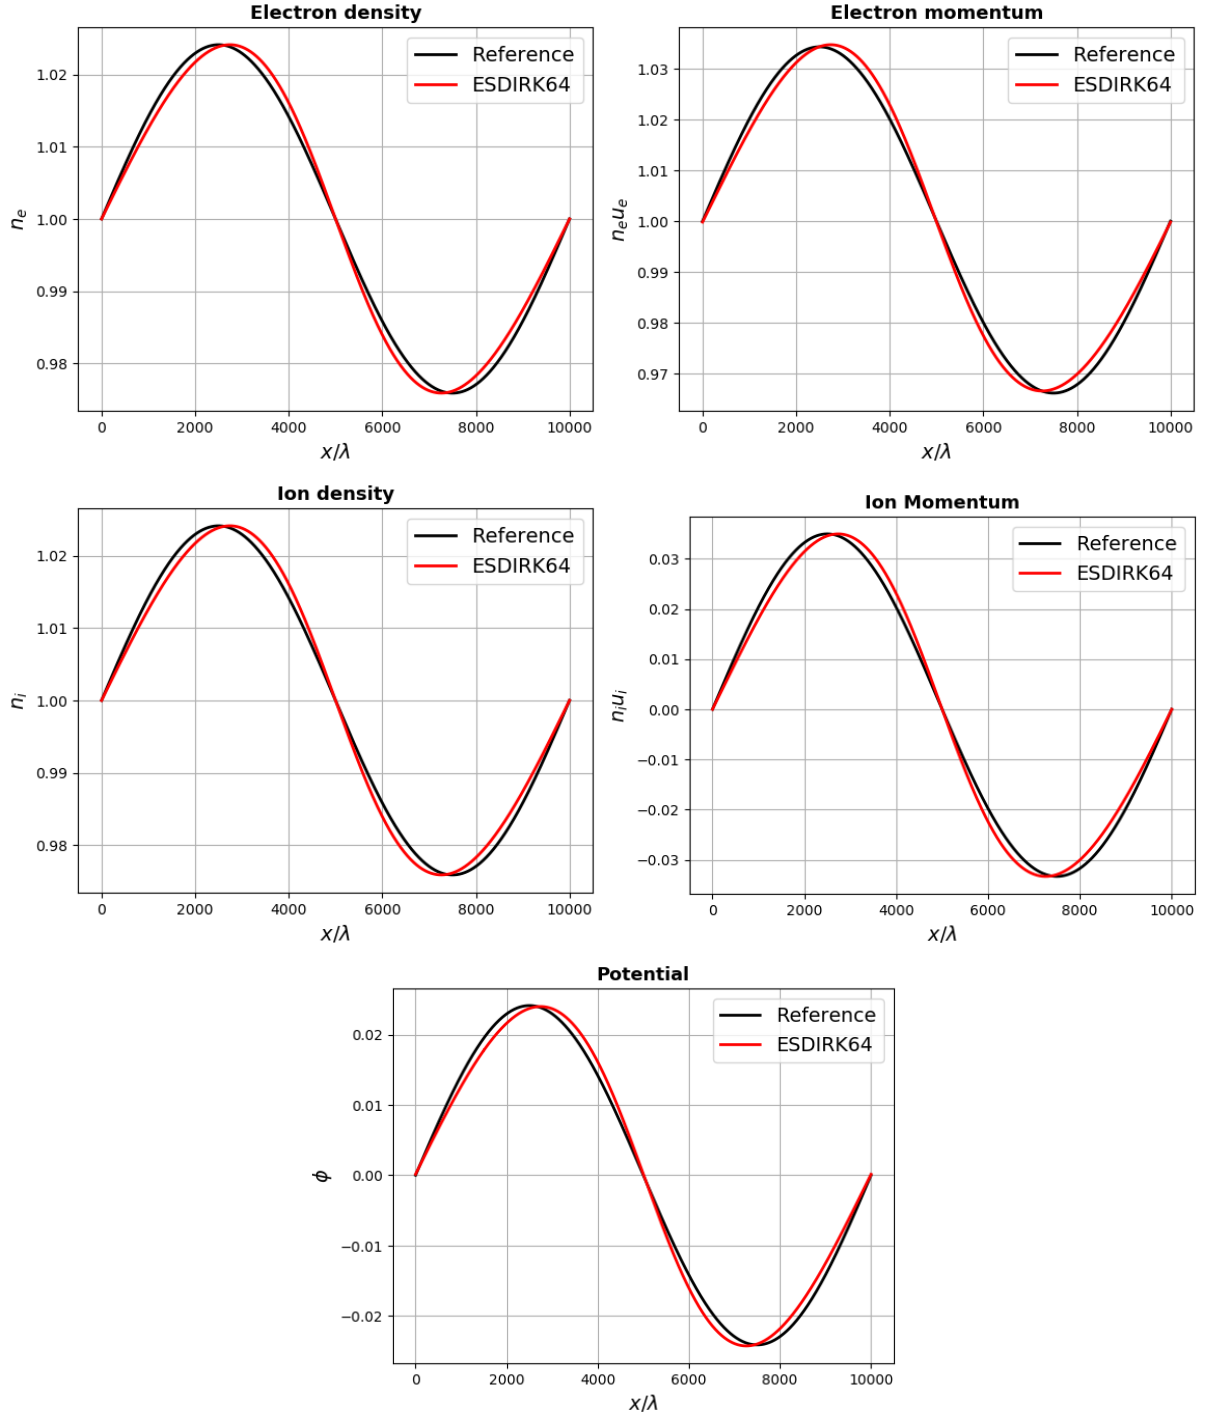 Electron density
Reference
ESDIRK64
1.02
1.01
1.00
0.99
0.98
n_e
0 2000 4000 6000 8000 10000
x/λ
Electron momentum
Reference
ESDIRK64
1.03
1.02
1.01
1.00
0.99
0.98
0.97
n_e u_e
0 2000 4000 6000 8000 10000
x/λ
Ion density
Reference
ESDIRK64
1.02
1.01
1.00
0.99
0.98
n_i
0 2000 4000 6000 8000 10000
x/λ
Ion Momentum
Reference
ESDIRK64
0.03
0.02
0.01
0.00
−0.01
−0.02
−0.03
n_i u_i
0 2000 4000 6000 8000 10000
x/λ
Potential
Reference
ESDIRK64
0.02
0.01
0.00
−0.01
−0.02
ϕ
0 2000 4000 6000 8000 10000
x/λ